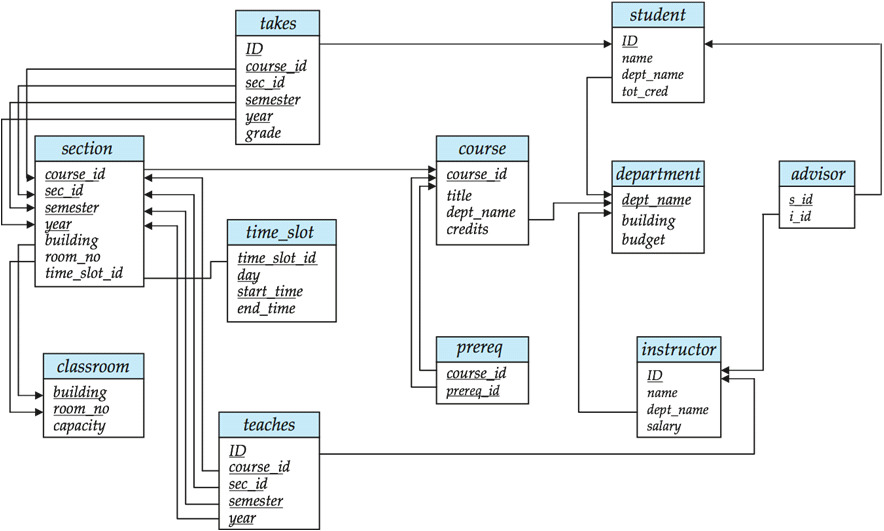 takes
ID
course_id
sec_id
semester
year
grade
student
ID
name
dept_name
tot_cred
section
course_id
sec_id
semester
year
building
room_no
time_slot_id
course
course_id
title
dept_name
credits
department
dept_name
building
budget
advisor
s_id
i_id
time_slot
time_slot_id
day
start_time
end_time
prereq
course_id
prereq_id
instructor
ID
name
dept_name
salary
classroom
building
room_no
capacity
teaches
ID
course_id
sec_id
semester
year